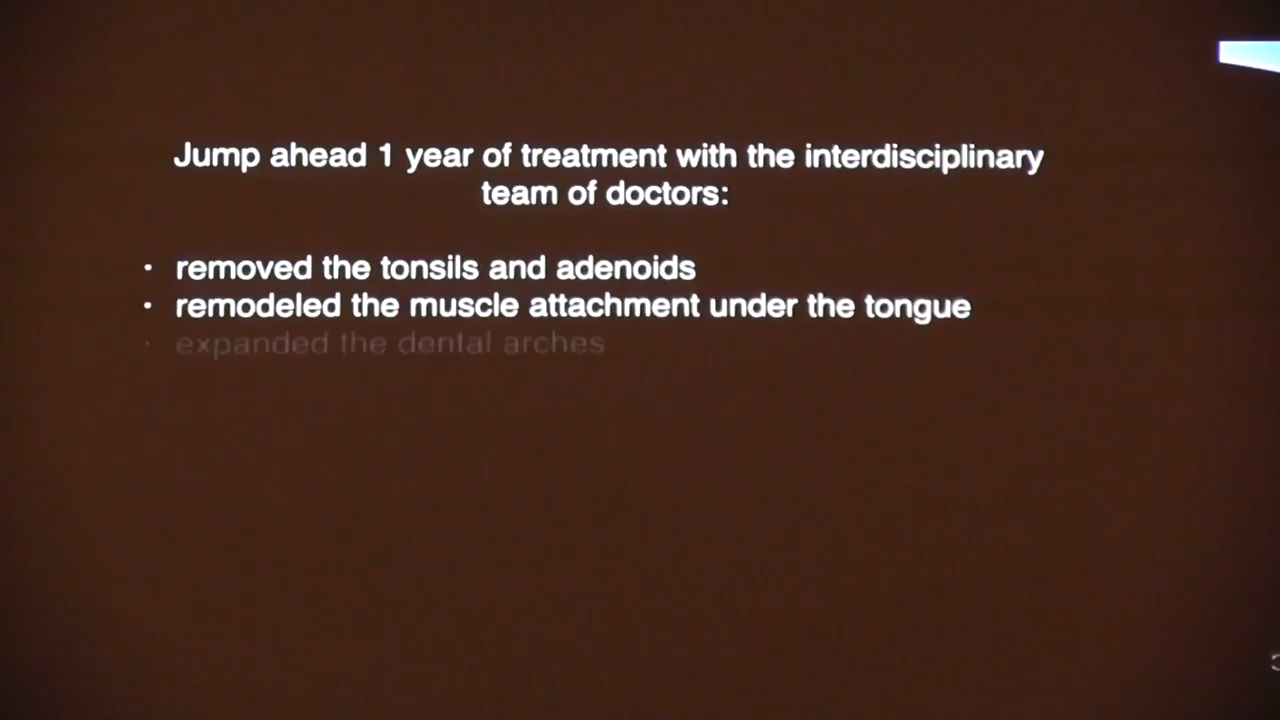 Jump ahead 1 year of treatment with the interdisciplinary
team of doctors:
· removed the tonsils and adenoids
· remodeled the muscle attachment under the tongue
· expanded the dental arches